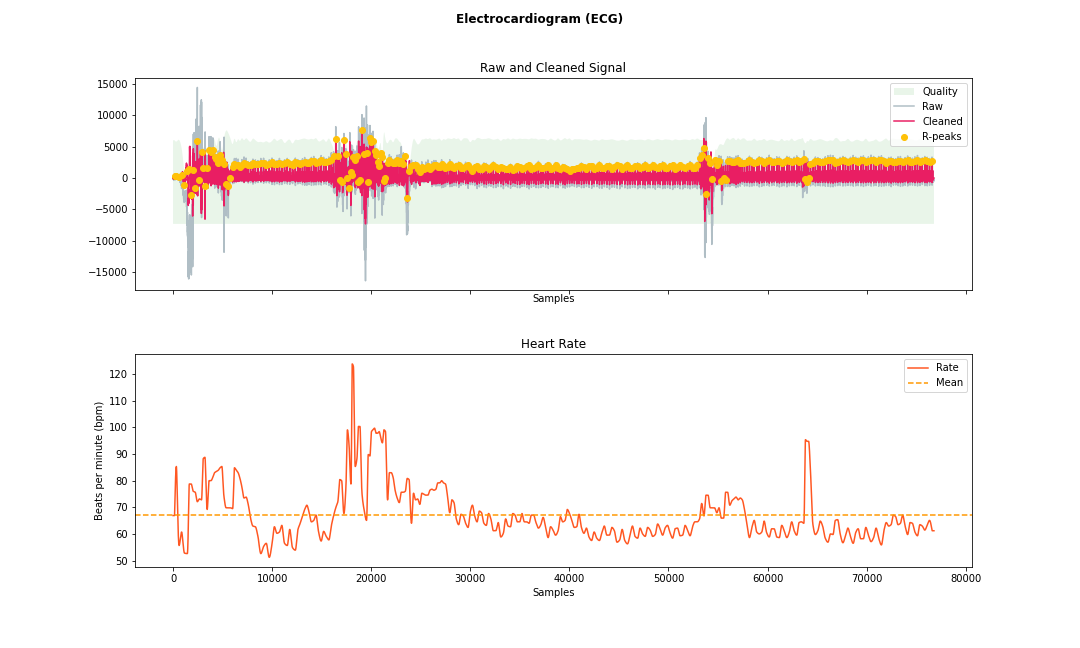 Electrocardiogram (ECG)
Raw and Cleaned Signal
15000
10000
5000
0
−5000
−10000
−15000
Quality
Raw
Cleaned
R-peaks
Samples
Heart Rate
Beats per minute (bpm)
120
110
100
90
80
70
60
50
Rate
Mean
0
10000
20000
30000
40000
50000
60000
70000
80000
Samples